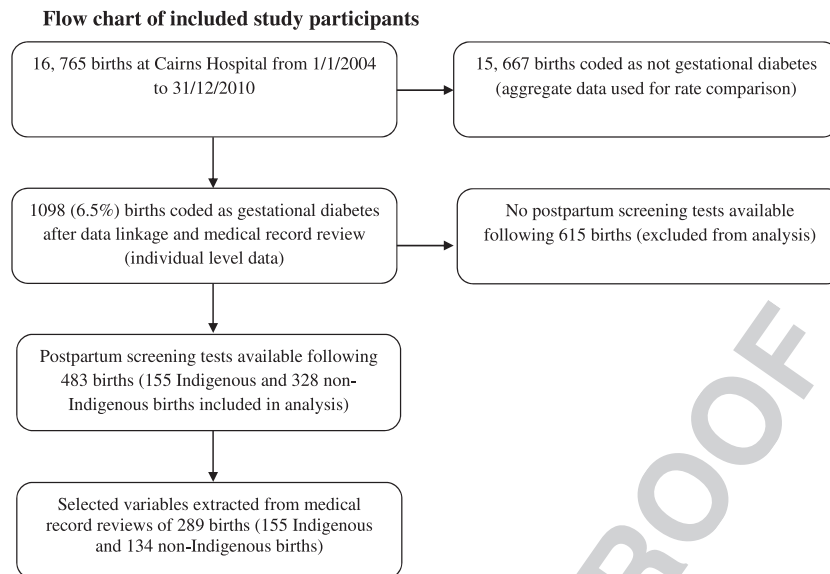 Flow chart of included study participants
16, 765 births at Cairns Hospital from 1/1/2004
to 31/12/2010
15, 667 births coded as not gestational diabetes
(aggregate data used for rate comparison)
1098 (6.5%) births coded as gestational diabetes
after data linkage and medical record review
(individual level data)
No postpartum screening tests available
following 615 births (excluded from analysis)
Postpartum screening tests available following
483 births (155 Indigenous and 328 non-
Indigenous births included in analysis)
Selected variables extracted from medical
record reviews of 289 births (155 Indigenous
and 134 non-Indigenous births)
ROOF